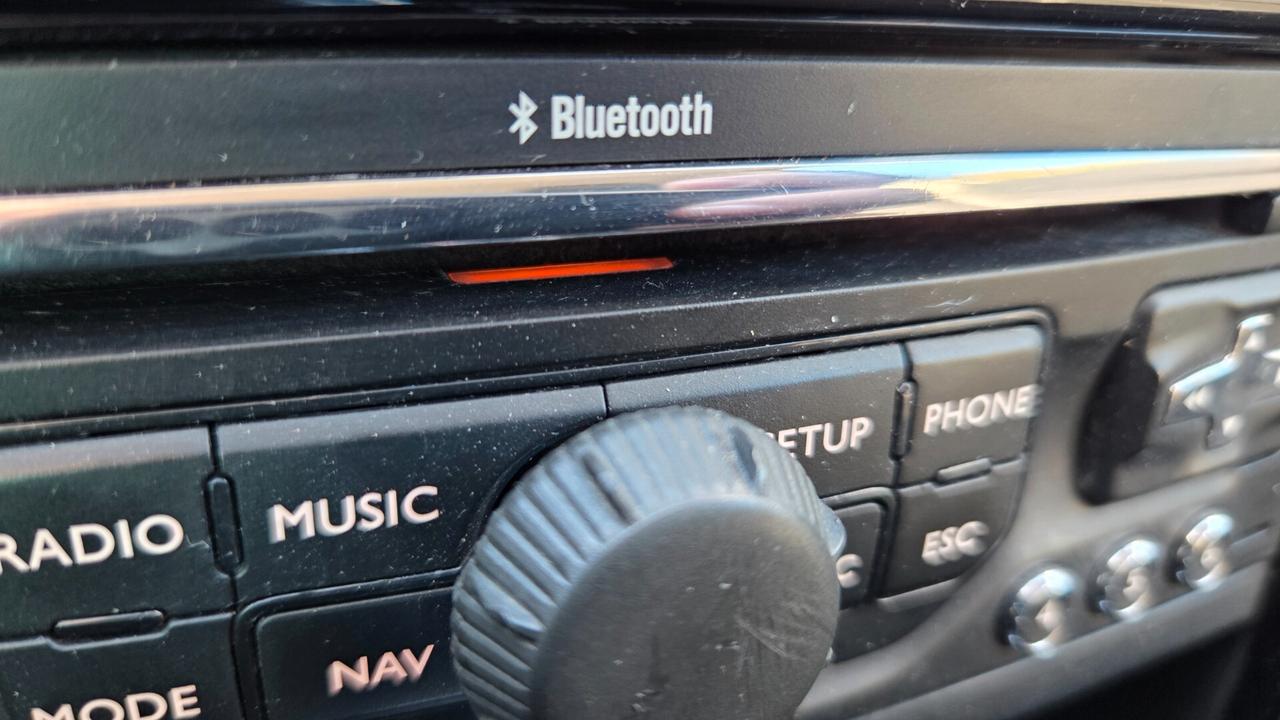 Bluetooth
RADIO
MUSIC
SETUP
PHONE
NAV
ESC
MODE